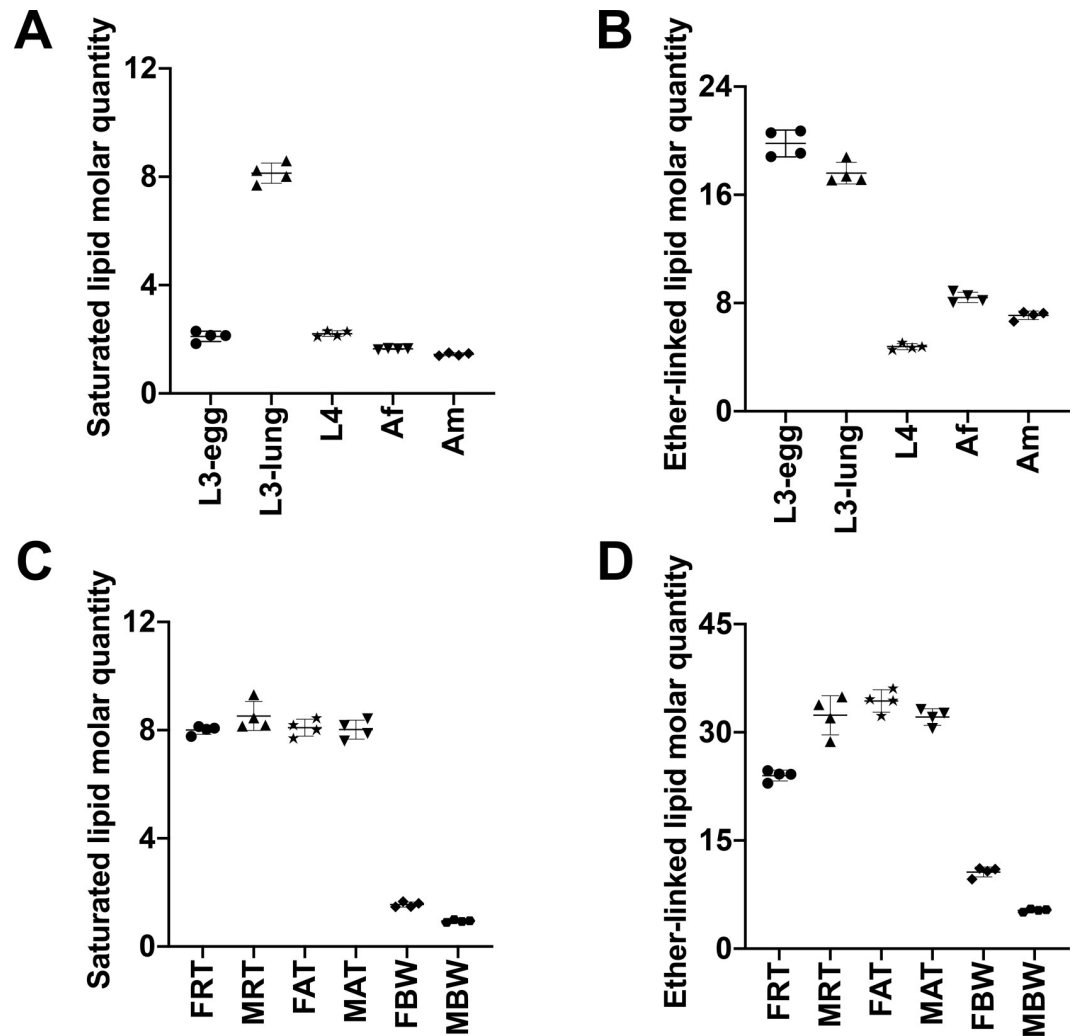 A
Saturated lipid molar quantity
12
8
4
0
L3-egg
L3-lung
L4
Af
Am
B
Ether-linked lipid molar quantity
24
16
8
0
L3-egg
L3-lung
L4
Af
Am
C
Saturated lipid molar quantity
12
8
4
0
FRT
MRT
FAT
MAT
FBW
MBW
D
Ether-linked lipid molar quantity
45
30
15
0
FRT
MRT
FAT
MAT
FBW
MBW